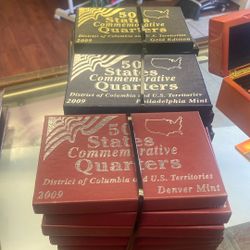 50
States
Commemorative
Quarters
District of Columbia and U.S. Territories
2009
Gold Edition
50
States
Commemorative
Quarters
District of Columbia and U.S. Territories
2009
Philadelphia Mint
50
States
Commemorative
Quarters
District of Columbia and U.S. Territories
2009
Denver Mint